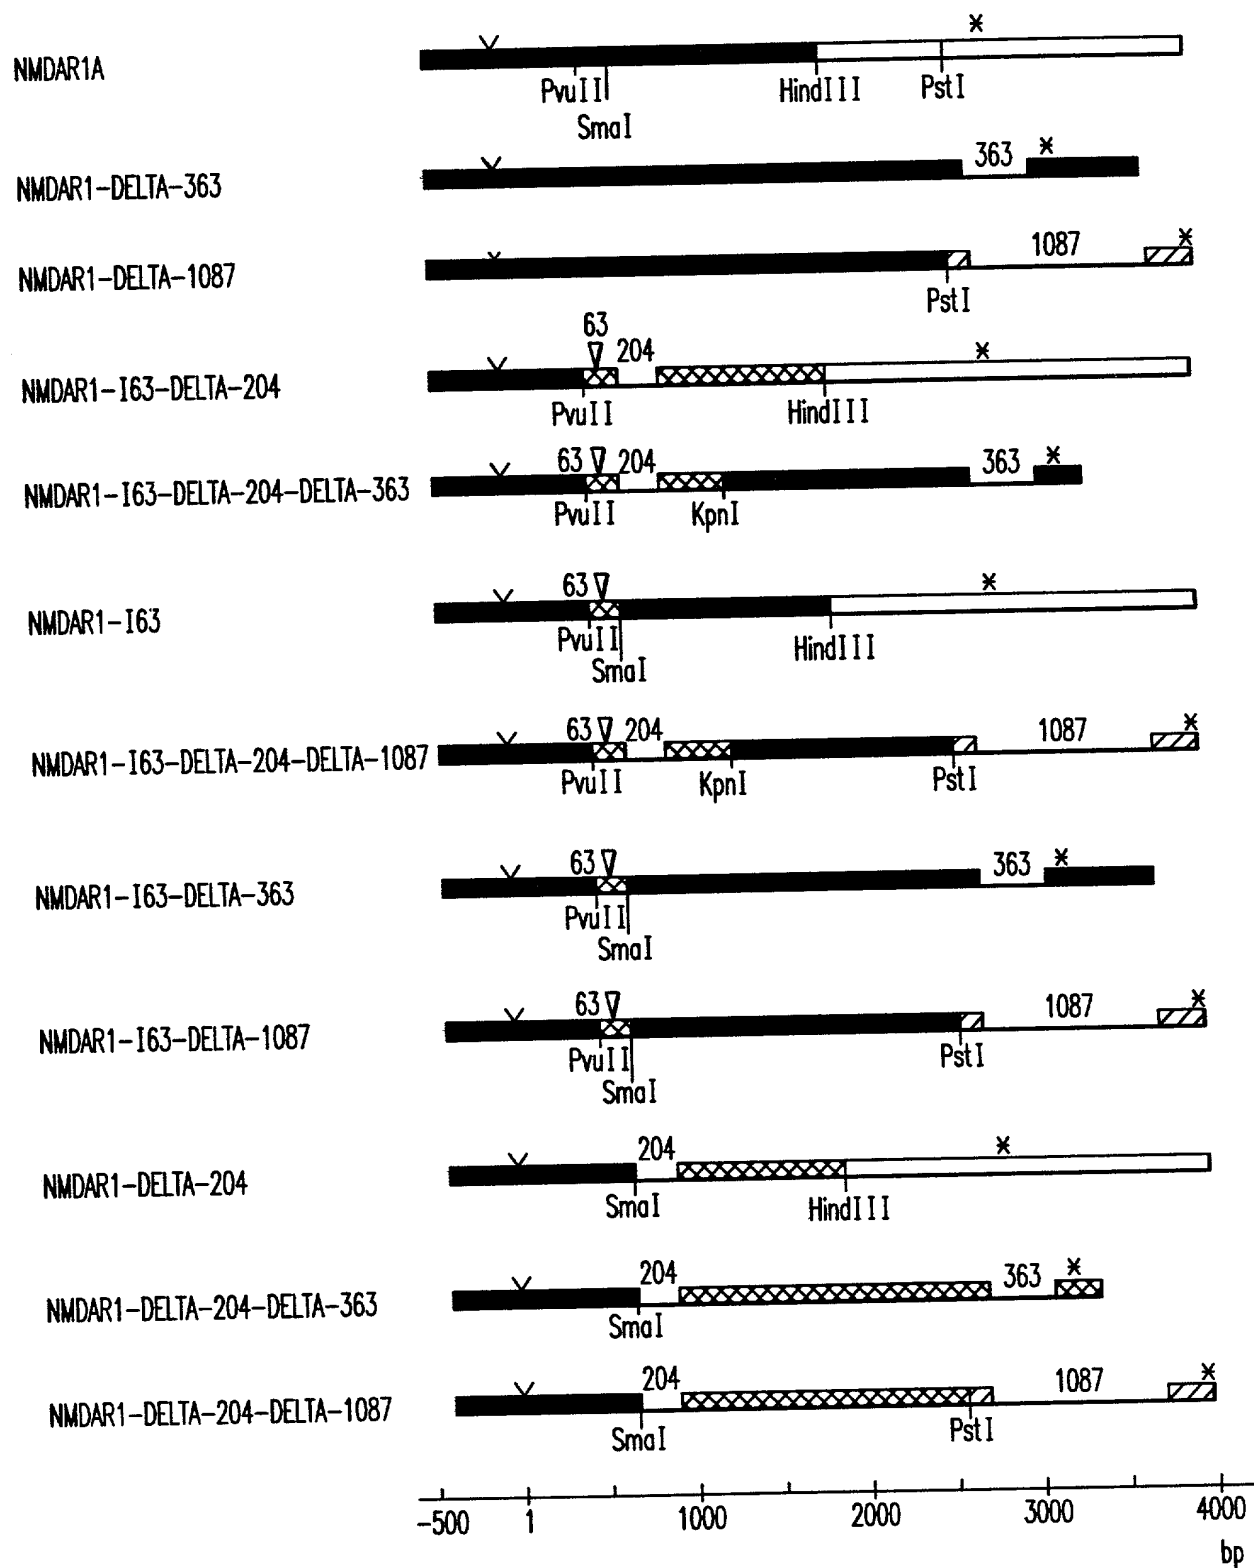 NMDAR1A
*
PvuII
HindIII
PstI
SmaI
NMDAR1-DELTA-363
363
*
NMDAR1-DELTA-1087
1087
*
PstI
NMDAR1-I63-DELTA-204
63
204
*
PvuII
HindIII
NMDAR1-I63-DELTA-204-DELTA-363
63
204
363
*
PvuII
KpnI
NMDAR1-I63
63
*
PvuII
SmaI
HindIII
NMDAR1-I63-DELTA-204-DELTA-1087
63
204
1087
*
PvuII
KpnI
PstI
NMDAR1-I63-DELTA-363
63
363
*
PvuII
SmaI
NMDAR1-I63-DELTA-1087
63
1087
*
PvuII
SmaI
PstI
NMDAR1-DELTA-204
204
*
SmaI
HindIII
NMDAR1-DELTA-204-DELTA-363
204
363
*
SmaI
NMDAR1-DELTA-204-DELTA-1087
204
1087
*
SmaI
PstI
-500 1 1000 2000 3000 4000
bp